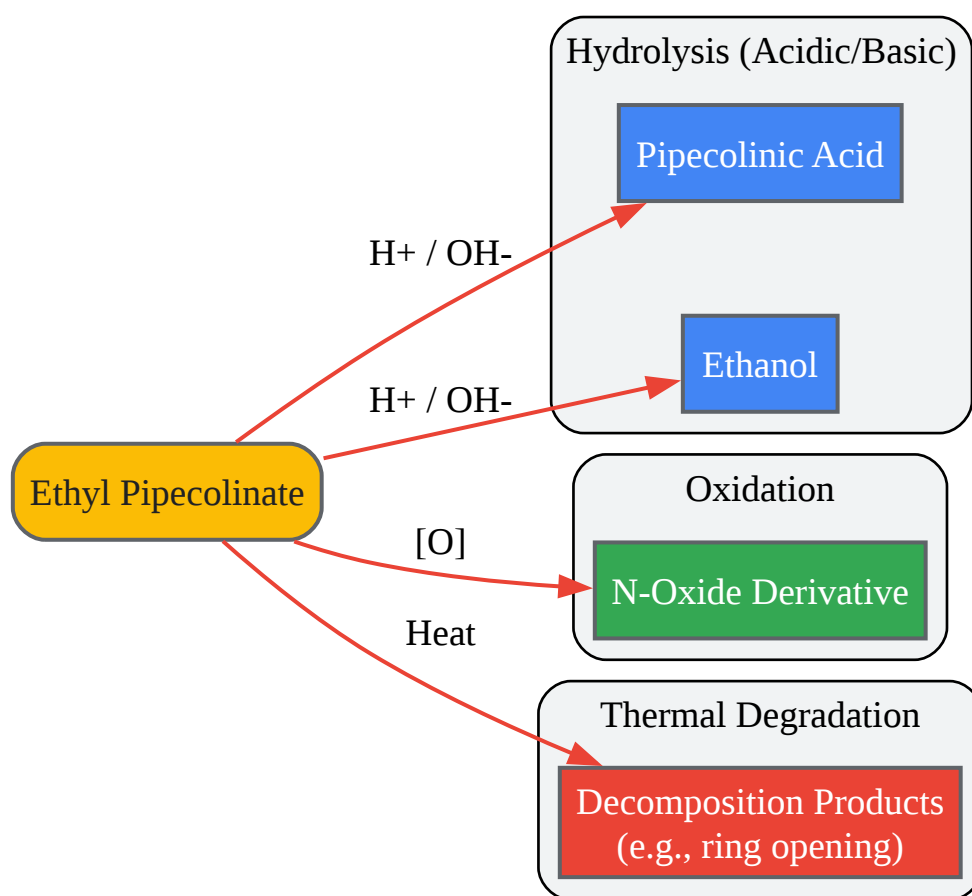 Hydrolysis (Acidic/Basic)
Pipecolinic Acid
H+ / OH-
Ethanol
H+ / OH-
Ethyl Pipecolinate
Oxidation
[O]
N-Oxide Derivative
Heat
Thermal Degradation
Decomposition Products
(e.g., ring opening)